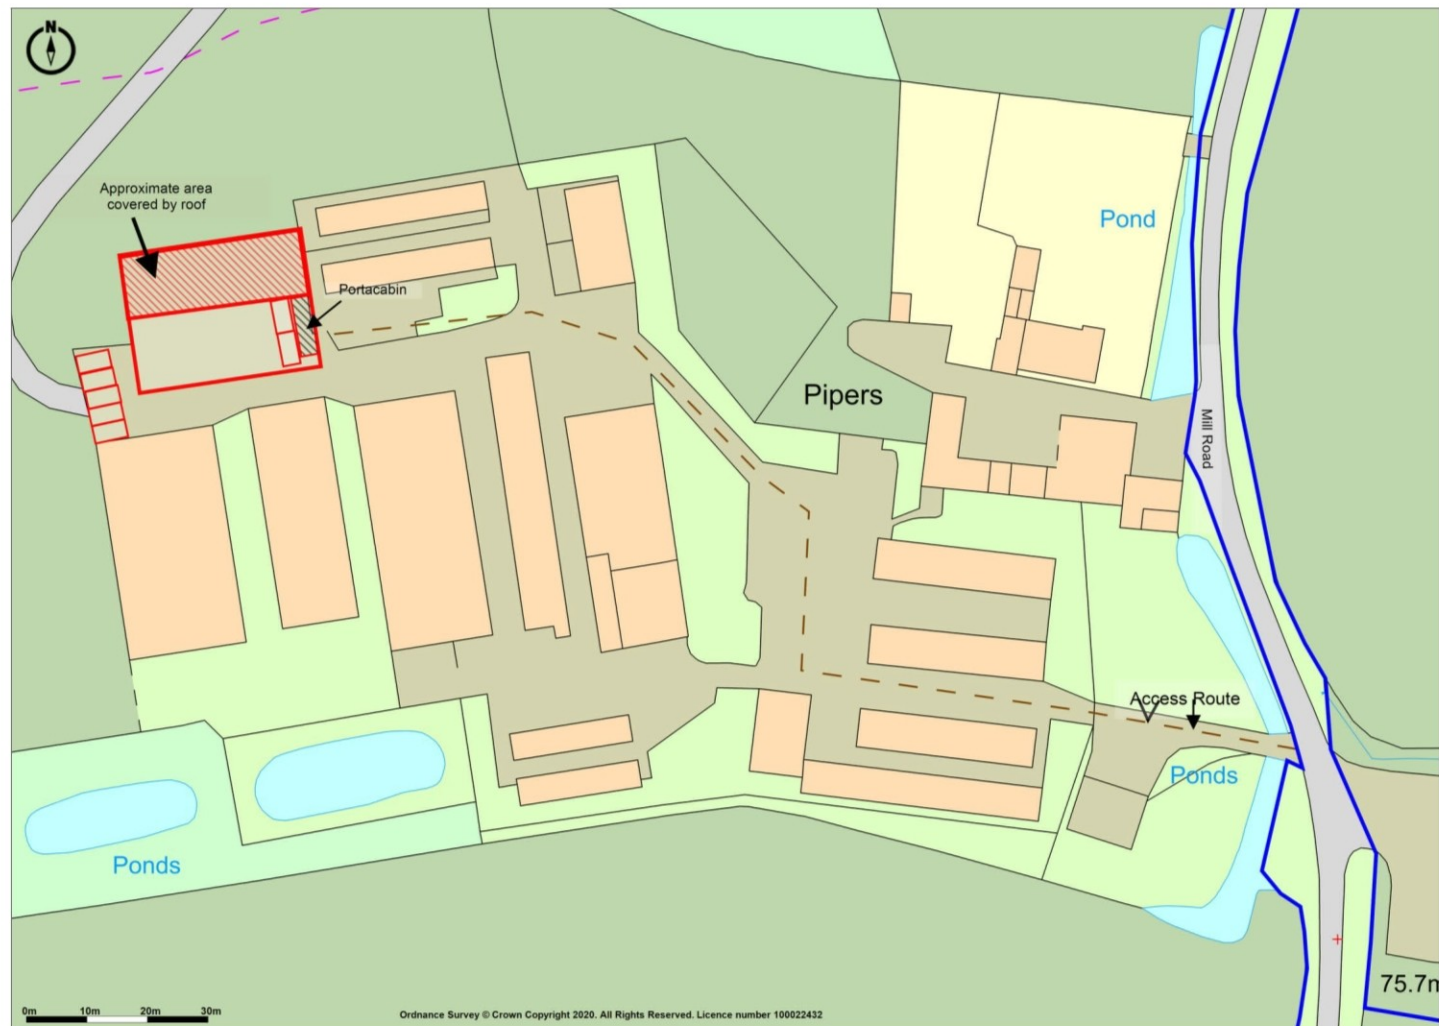 N
Approximate area
covered by roof
Portacabin
Pond
Pipers
Mill Road
Access Route
Ponds
Ponds
75.7m
0m 10m 20m 30m
Ordnance Survey © Crown Copyright 2020. All Rights Reserved. Licence number 100022432